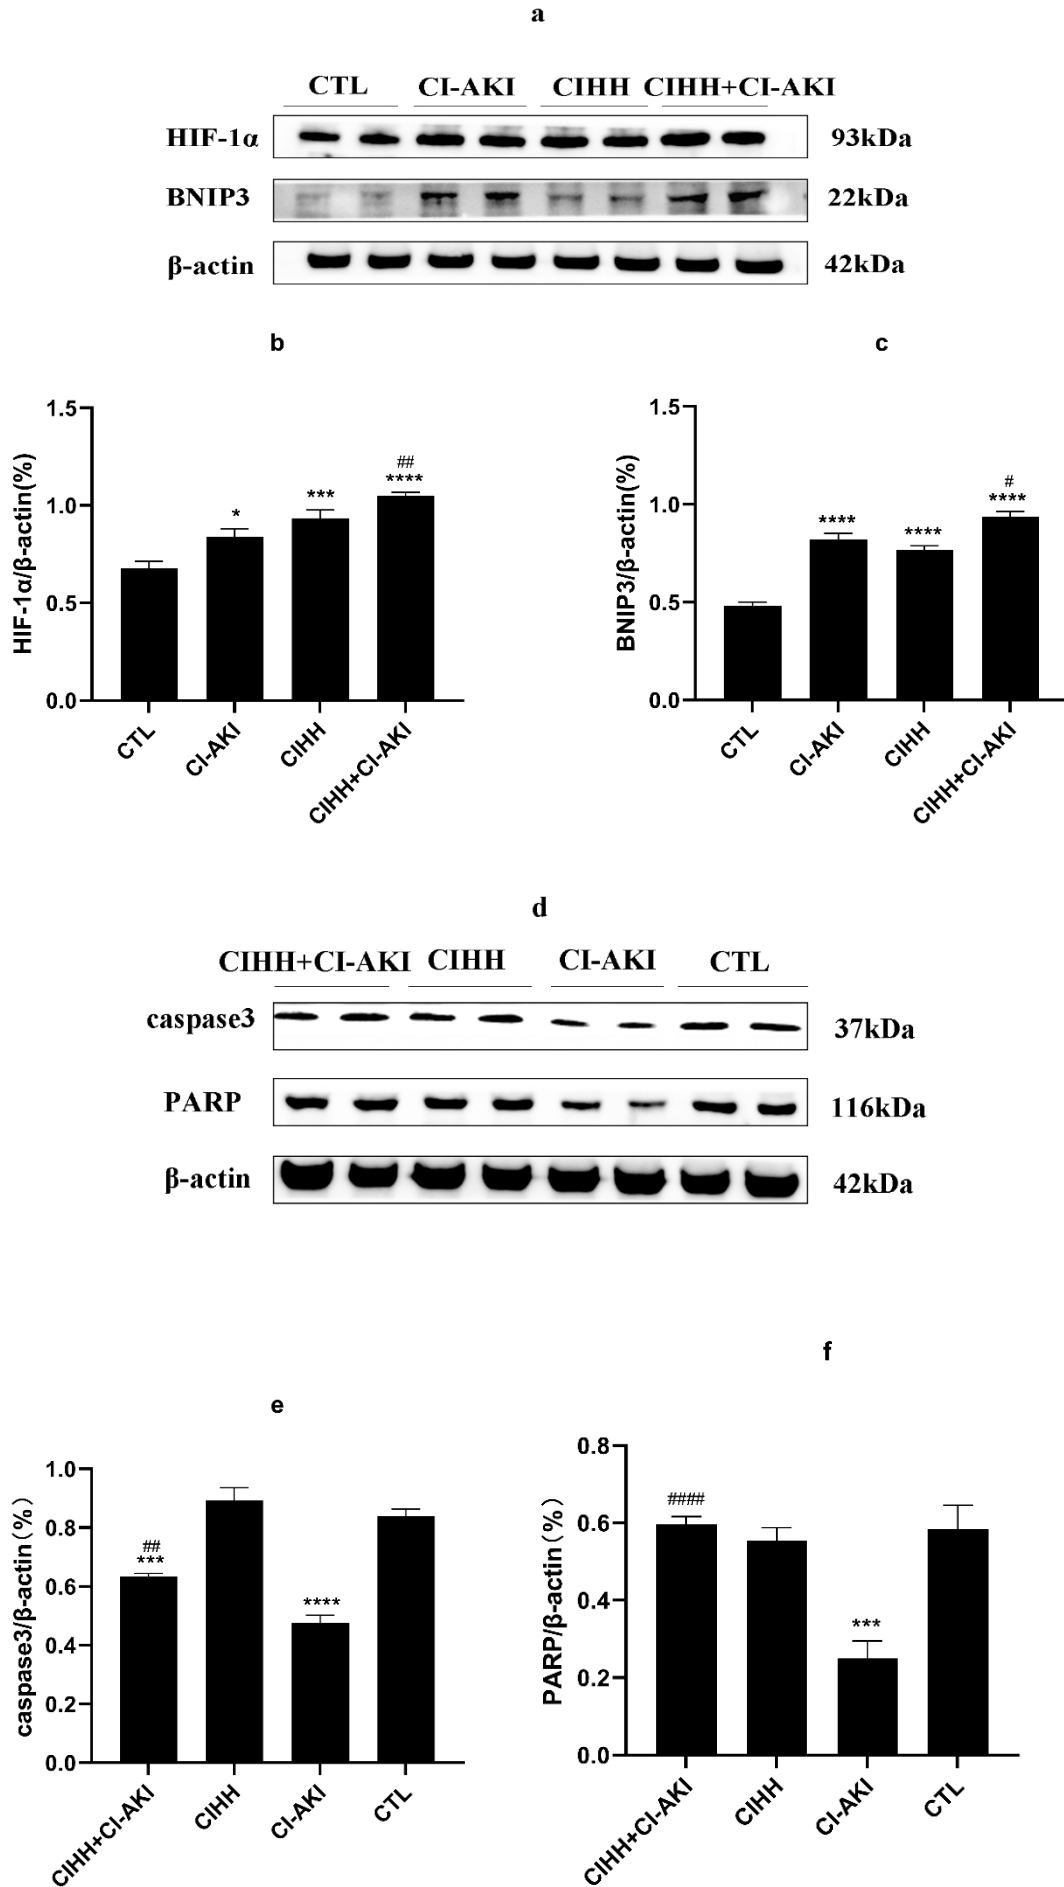 a
CTL CI-AKI CIHH CIHH+CI-AKI
HIF-1α 93kDa
BNIP3 22kDa
β-actin 42kDa
b
HIF-1α/β-actin(%)
1.5
1.0
0.5
0.0
*
***
##
****
CTL
CI-AKI
CIHH
CIHH+CI-AKI
c
BNIP3/β-actin(%)
1.5
1.0
0.5
0.0
****
****
#
****
CTL
CI-AKI
CIHH
CIHH+CI-AKI
d
CIHH+CI-AKI CIHH CI-AKI CTL
caspase3 37kDa
PARP 116kDa
β-actin 42kDa
e
caspase3/β-actin(%)
1.0
0.8
0.6
0.4
0.2
0.0
##
***
****
CIHH+CI-AKI
CIHH
CI-AKI
CTL
f
PARP/β-actin(%)
0.8
0.6
0.4
0.2
0.0
####
***
CIHH+CI-AKI
CIHH
CI-AKI
CTL